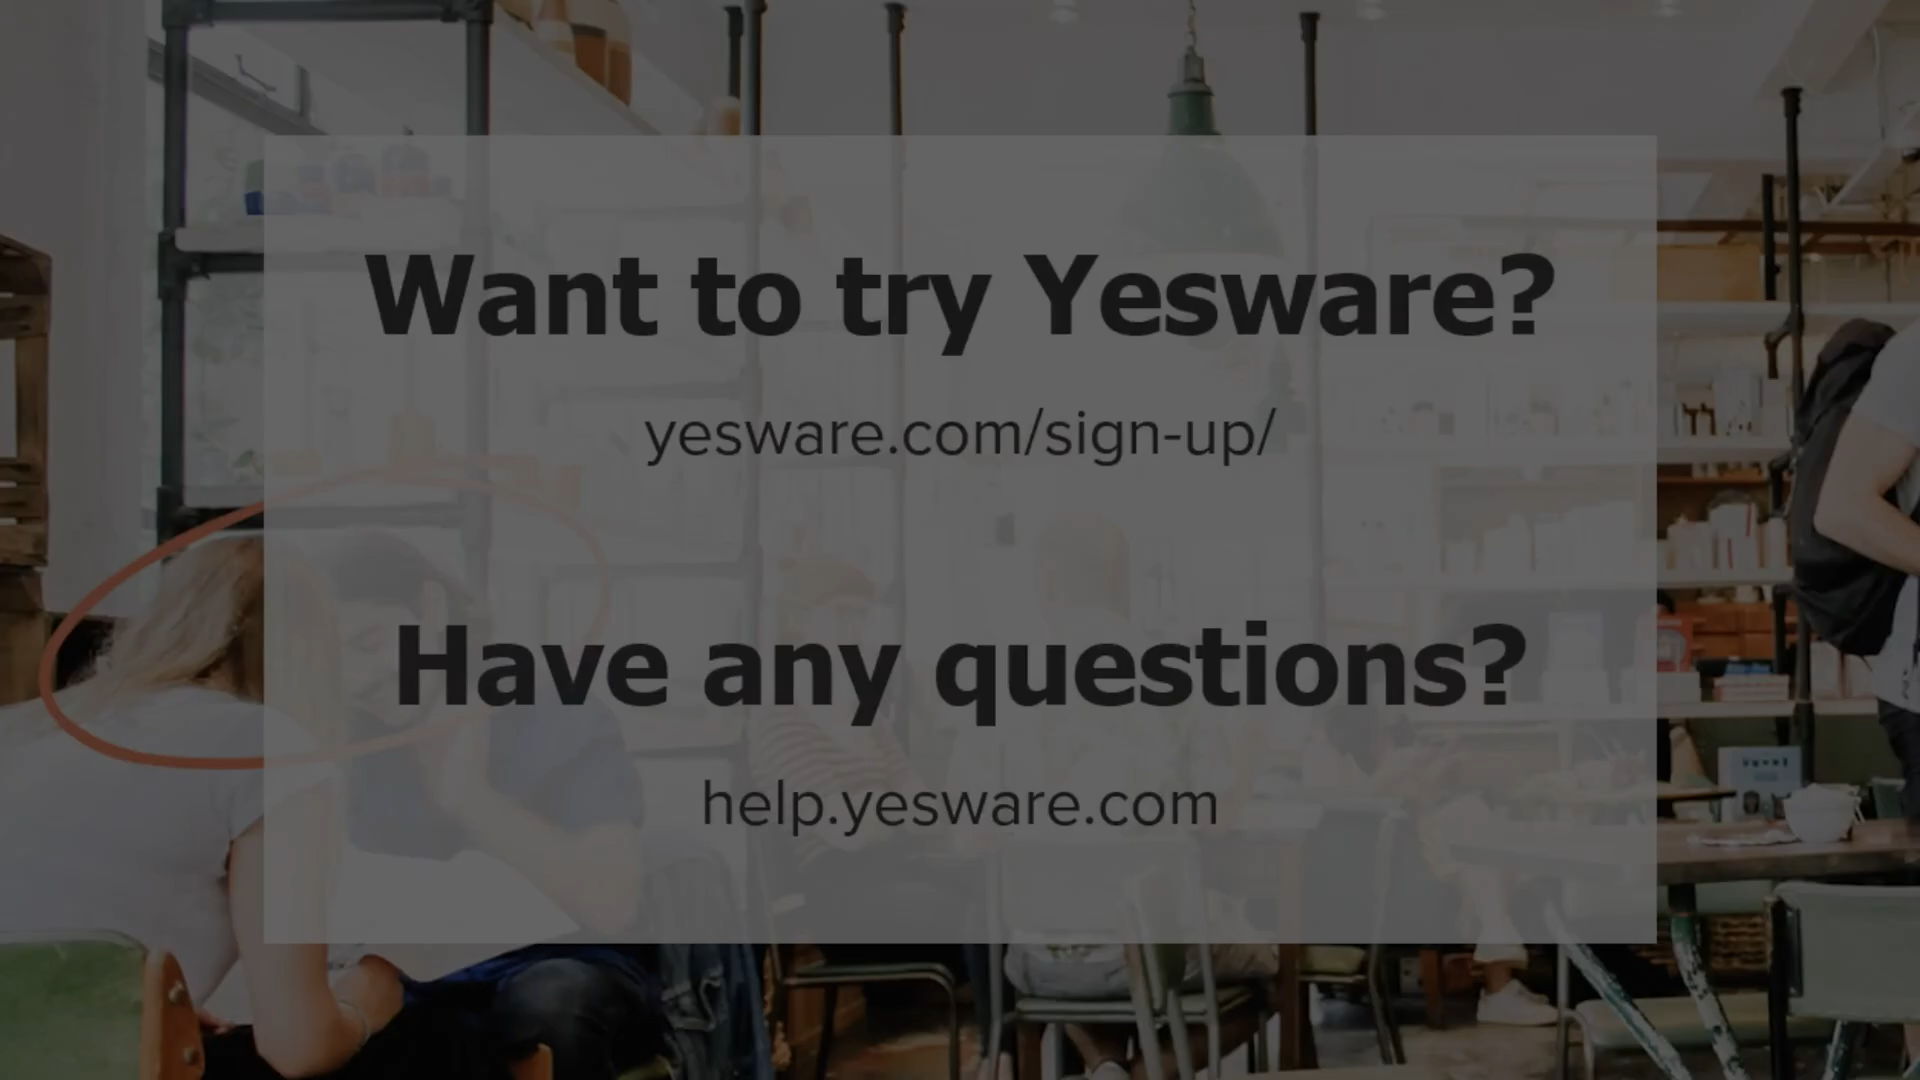 Want to try Yesware?
yesware.com/sign-up/
Have any questions?
help.yesware.com